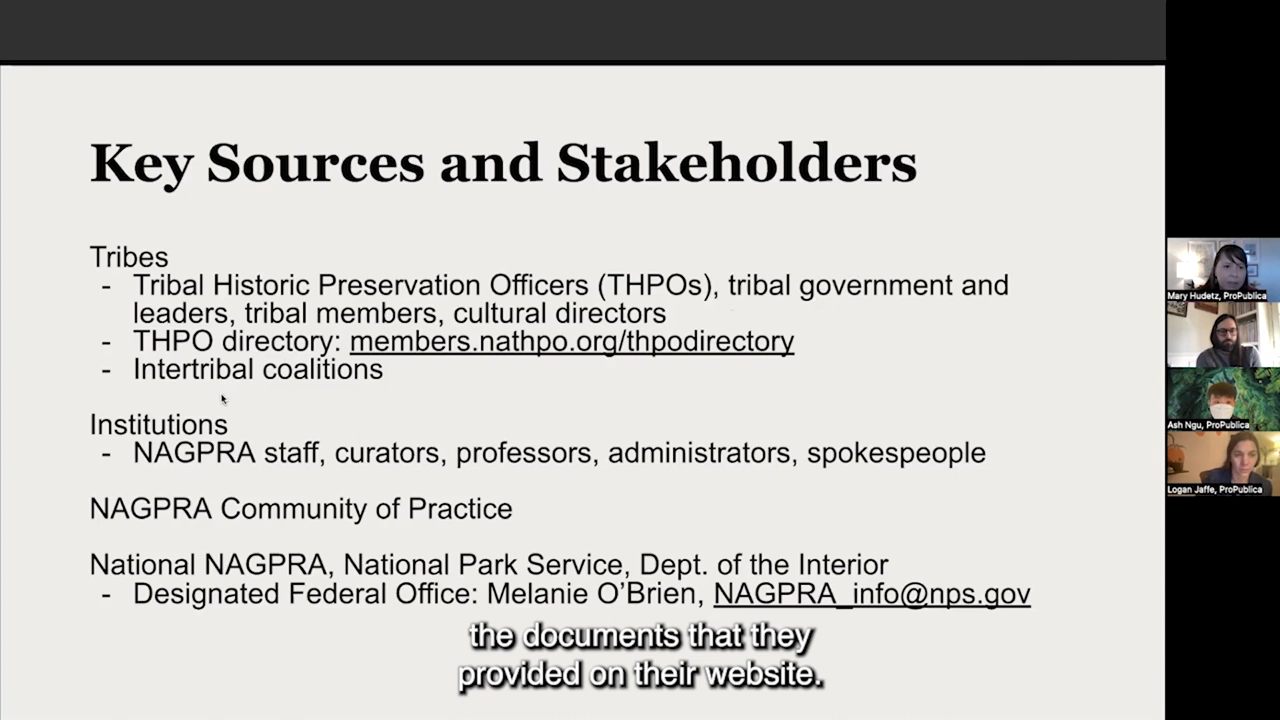 Key Sources and Stakeholders
Tribes
- Tribal Historic Preservation Officers (THPOs), tribal government and
leaders, tribal members, cultural directors
- THPO directory: members.nathpo.org/thpodirectory
- Intertribal coalitions
Institutions
- NAGPRA staff, curators, professors, administrators, spokespeople
NAGPRA Community of Practice
National NAGPRA, National Park Service, Dept. of the Interior
- Designated Federal Office: Melanie O’Brien, NAGPRA_info@nps.gov
the documents that they
provided on their website.
Mary Hudetz, ProPublica
Ash Ngu, ProPublica
Logan Jaffe, ProPublica